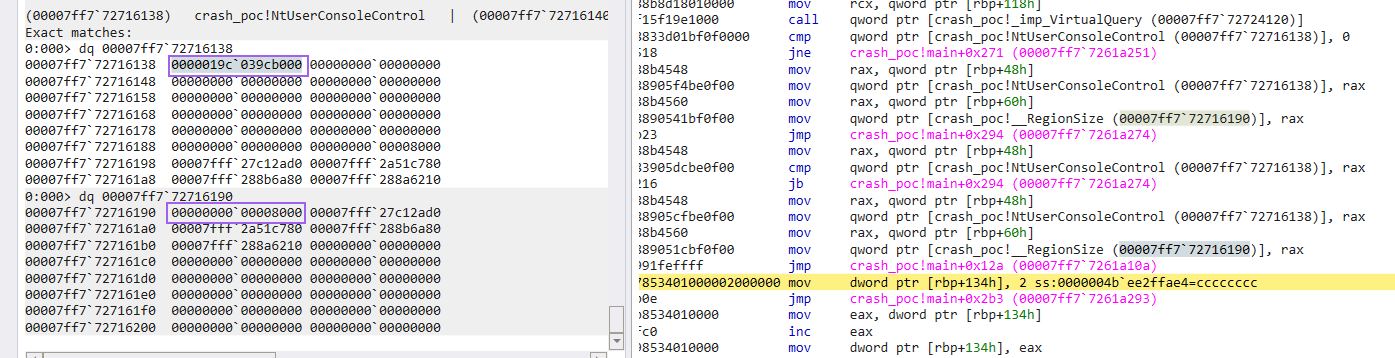 (00007ff7`72716138)   crash_poc!NtUserConsoleControl   |  (00007ff7`72716140
Exact matches:
0:000> dq 00007ff7`72716138
00007ff7`72716138  0000019c`039cb000 00000000`00000000
00007ff7`72716148  00000000`00000000 00000000`00000000
00007ff7`72716158  00000000`00000000 00000000`00000000
00007ff7`72716168  00000000`00000000 00000000`00000000
00007ff7`72716178  00000000`00000000 00000000`00000000
00007ff7`72716188  00000000`00000000 00000000`00008000
00007ff7`72716198  00007fff`27c12ad0 00007fff`2a51c780
00007ff7`727161a8  00007fff`288b6a80 00007fff`288a6210
0:000> dq 00007ff7`72716190
00007ff7`72716190  00000000`00008000 00007fff`27c12ad0
00007ff7`727161a0  00007fff`2a51c780 00007fff`288b6a80
00007ff7`727161b0  00007fff`288a6210 00000000`00000000
00007ff7`727161c0  00000000`00000000 00000000`00000000
00007ff7`727161d0  00000000`00000000 00000000`00000000
00007ff7`727161e0  00000000`00000000 00000000`00000000
00007ff7`727161f0  00000000`00000000 00000000`00000000
00007ff7`72716200  00000000`00000000 00000000`00000000
38b8d18010000 mov rcx, qword ptr [rbp+118h]
F15f19e1000 call qword ptr [crash_poc!_imp_VirtualQuery (00007ff7`72724120)]
3833d01bf0f0000 cmp qword ptr [crash_poc!NtUserConsoleControl (00007ff7`72716138)], 0
518 jne crash_poc!main+0x271 (00007ff7`7261a251)
38b4548 mov rax, qword ptr [rbp+48h]
38905f4be0f00 mov qword ptr [crash_poc!NtUserConsoleControl (00007ff7`72716138)], rax
38b4560 mov rax, qword ptr [rbp+60h]
3890541bf0f00 mov qword ptr [crash_poc!__RegionSize (00007ff7`72716190)], rax
b23 jmp crash_poc!main+0x294 (00007ff7`7261a274)
38b4548 mov rax, qword ptr [rbp+48h]
33905dcbe0f00 cmp qword ptr [crash_poc!NtUserConsoleControl (00007ff7`72716138)], rax
216 jb crash_poc!main+0x294 (00007ff7`7261a274)
38b4548 mov rax, qword ptr [rbp+48h]
38905cfbe0f00 mov qword ptr [crash_poc!NtUserConsoleControl (00007ff7`72716138)], rax
38b4560 mov rax, qword ptr [rbp+60h]
389051cbf0f00 mov qword ptr [crash_poc!__RegionSize (00007ff7`72716190)], rax
991feffff jmp crash_poc!main+0x12a (00007ff7`7261a10a)
7853401000002000000 mov dword ptr [rbp+134h], 2 ss:0000004b`ee2ffae4=cccccccc
b0e jmp crash_poc!main+0x2b3 (00007ff7`7261a293)
b8534010000 mov eax, dword ptr [rbp+134h]
fc0 inc eax
98534010000 mov dword ptr [rbp+134h], eax